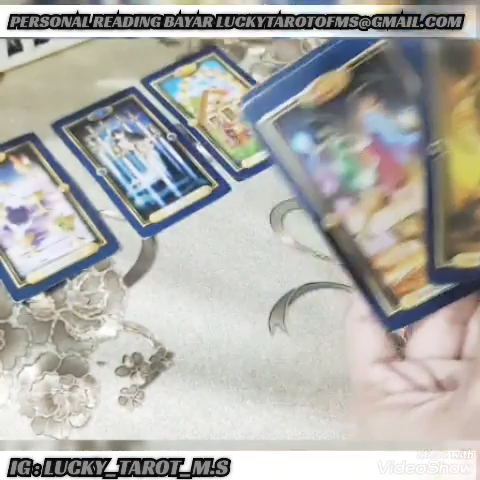 PERSONAL READING BAYAR LUCKYTAROTOFMS@GMAIL.COM
IG: LUCKY_TAROT_M.S
VideoShow